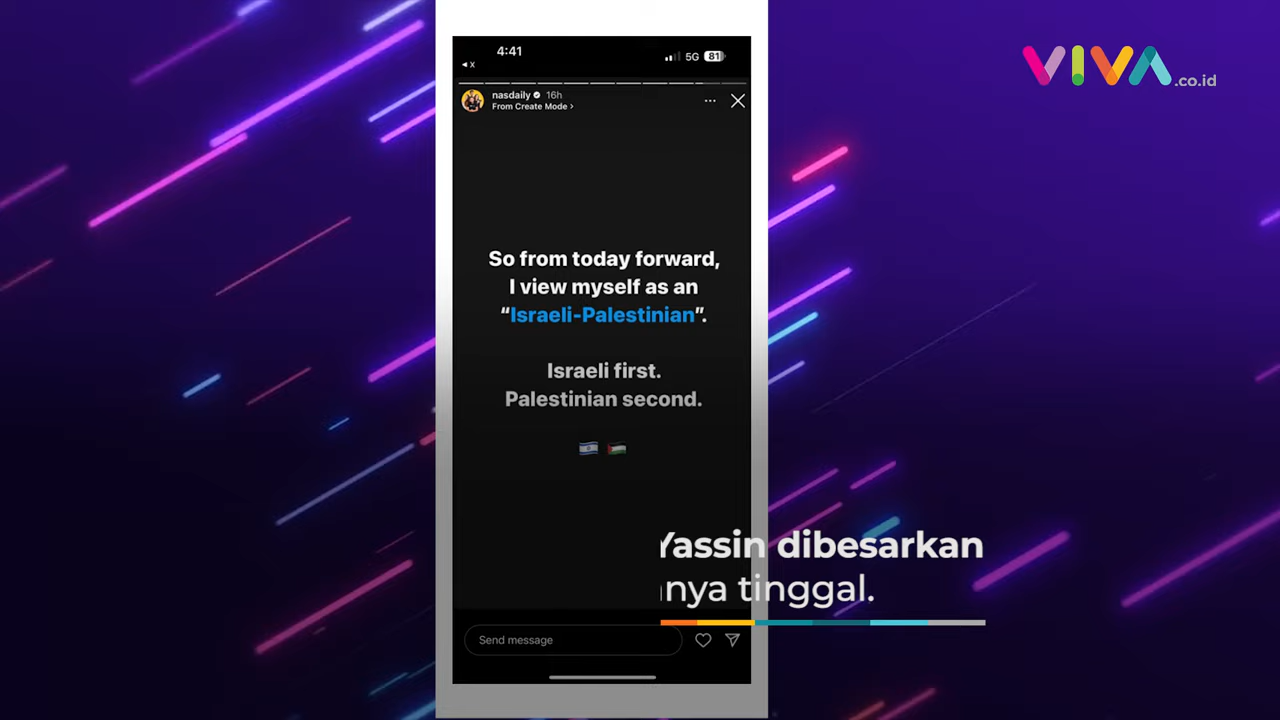 VIVA.co.id
4:41
5G 81
X
nasdaily 16h
From Create Mode >
So from today forward,
I view myself as an
“Israeli-Palestinian”.
Israeli first.
Palestinian second.
Yassin dibesarkan
nya tinggal.
Send message